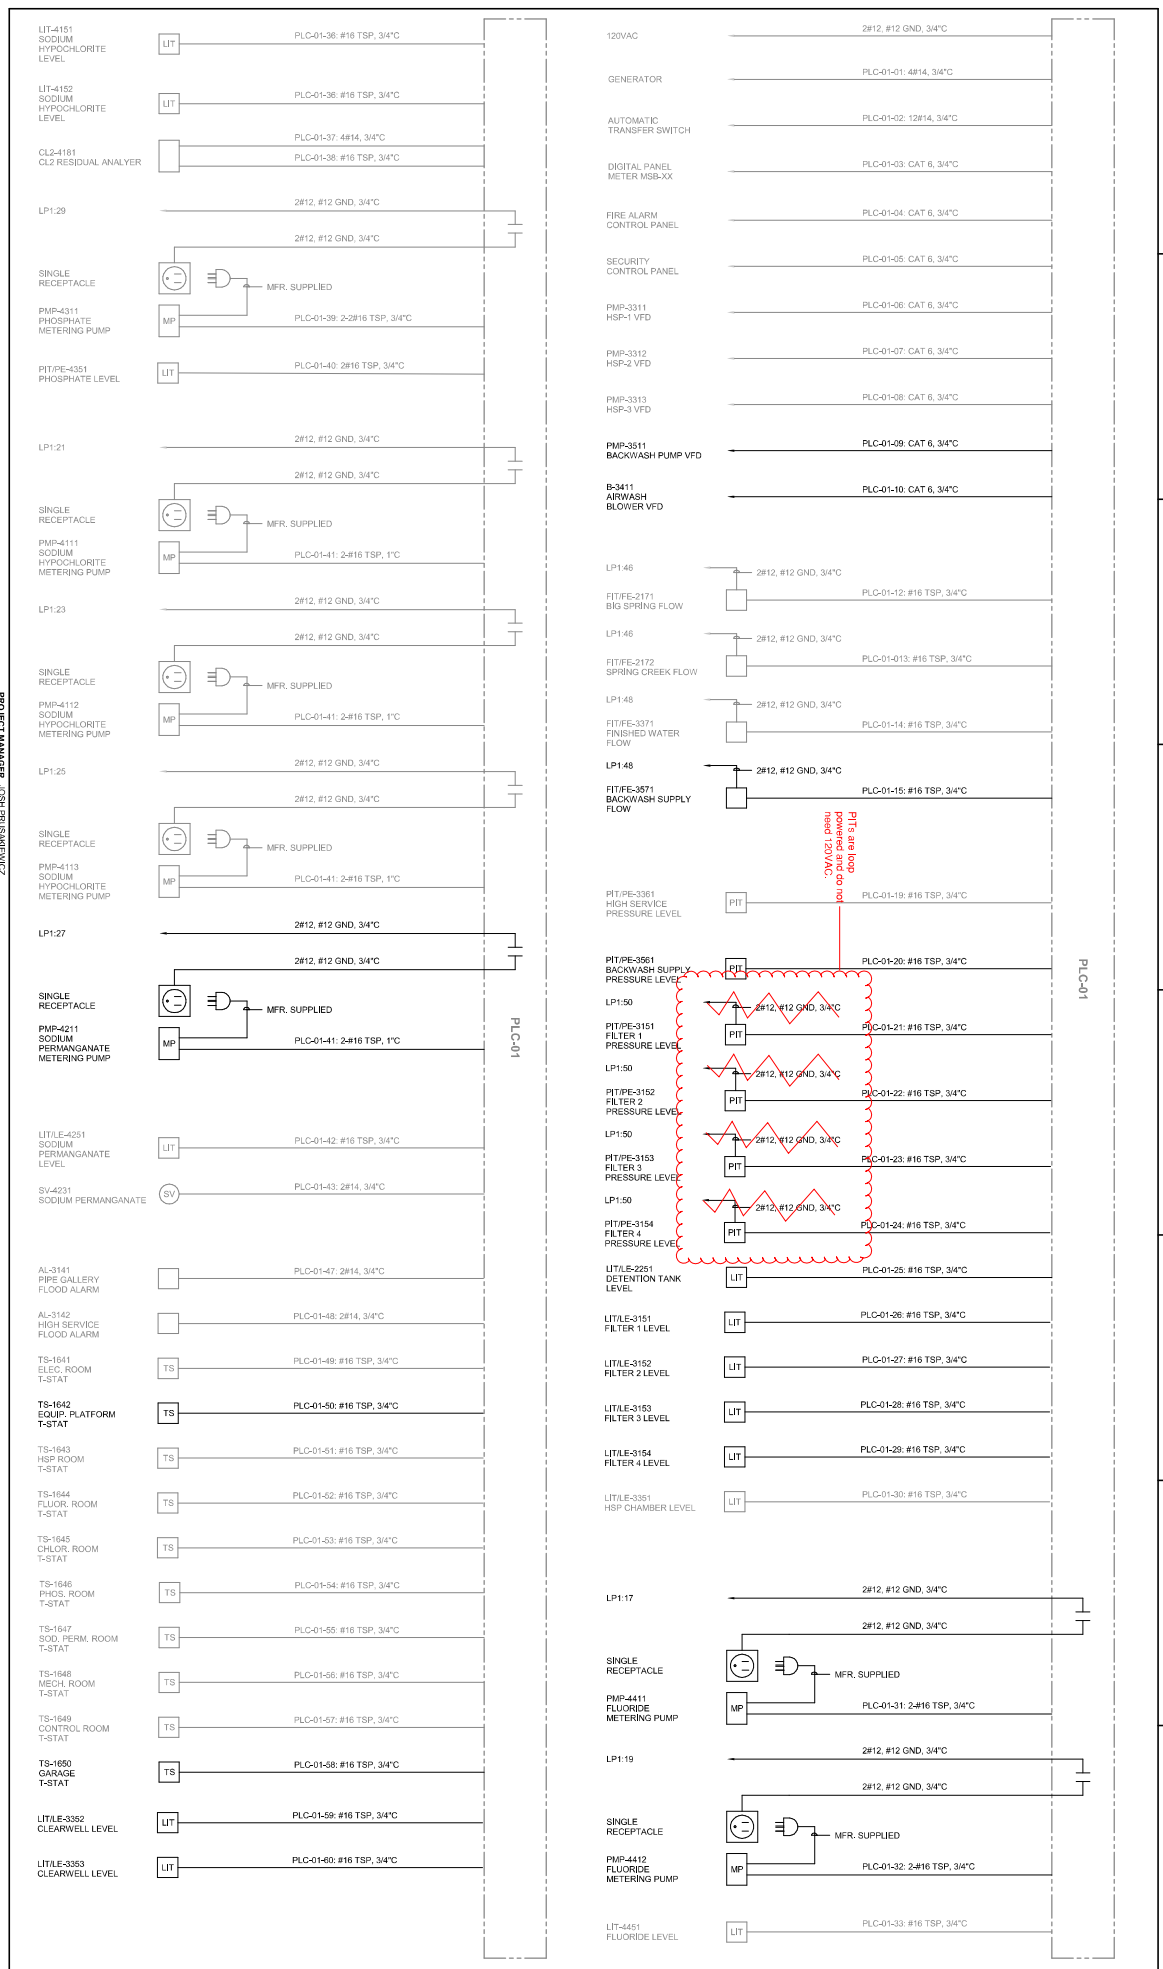 LIT-4151
SODIUM
HYPOCHLORITE
LEVEL
LIT
PLC-01-36: #16 TSP, 3/4"C
LIT-4152
SODIUM
HYPOCHLORITE
LEVEL
LIT
PLC-01-36: #16 TSP, 3/4"C
CL2-4181
CL2 RESIDUAL ANALYER
PLC-01-37: 4#14, 3/4"C
PLC-01-38: #16 TSP, 3/4"C
LP1:29
2#12, #12 GND, 3/4"C
2#12, #12 GND, 3/4"C
SINGLE
RECEPTACLE
MFR. SUPPLIED
PMP-4311
PHOSPHATE
METERING PUMP
MP
PLC-01-39: 2-2#16 TSP, 3/4"C
PIT/PE-4351
PHOSPHATE LEVEL
LIT
PLC-01-40: 2#16 TSP, 3/4"C
LP1:21
2#12, #12 GND, 3/4"C
2#12, #12 GND, 3/4"C
SINGLE
RECEPTACLE
MFR. SUPPLIED
PMP-4111
SODIUM
HYPOCHLORITE
METERING PUMP
MP
PLC-01-41: 2-#16 TSP, 1"C
LP1:23
2#12, #12 GND, 3/4"C
2#12, #12 GND, 3/4"C
SINGLE
RECEPTACLE
MFR. SUPPLIED
PMP-4112
SODIUM
HYPOCHLORITE
METERING PUMP
MP
PLC-01-41: 2-#16 TSP, 1"C
LP1:25
2#12, #12 GND, 3/4"C
2#12, #12 GND, 3/4"C
SINGLE
RECEPTACLE
MFR. SUPPLIED
PMP-4113
SODIUM
HYPOCHLORITE
METERING PUMP
MP
PLC-01-41: 2-#16 TSP, 1"C
LP1:27
2#12, #12 GND, 3/4"C
2#12, #12 GND, 3/4"C
SINGLE
RECEPTACLE
MFR. SUPPLIED
PMP-4211
SODIUM
PERMANGANATE
METERING PUMP
MP
PLC-01-41: 2-#16 TSP, 1"C
PLC-01
LIT/LE-4251
SODIUM
PERMANGANATE
LEVEL
LIT
PLC-01-42: #16 TSP, 3/4"C
SV-4231
SODIUM PERMANGANATE
SV
PLC-01-43: 2#14, 3/4"C
AL-3141
PIPE GALLERY
FLOOD ALARM
PLC-01-47: 2#14, 3/4"C
AL-3142
HIGH SERVICE
FLOOD ALARM
PLC-01-48: 2#14, 3/4"C
TS-1641
ELEC. ROOM
T-STAT
TS
PLC-01-49: #16 TSP, 3/4"C
TS-1642
EQUIP. PLATFORM
T-STAT
TS
PLC-01-50: #16 TSP, 3/4"C
TS-1643
HSP ROOM
T-STAT
TS
PLC-01-51: #16 TSP, 3/4"C
TS-1644
FLUOR. ROOM
T-STAT
TS
PLC-01-52: #16 TSP, 3/4"C
TS-1645
CHLOR. ROOM
T-STAT
TS
PLC-01-53: #16 TSP, 3/4"C
TS-1646
PHOS. ROOM
T-STAT
TS
PLC-01-54: #16 TSP, 3/4"C
TS-1647
SOD. PERM. ROOM
T-STAT
TS
PLC-01-55: #16 TSP, 3/4"C
TS-1648
MECH. ROOM
T-STAT
TS
PLC-01-56: #16 TSP, 3/4"C
TS-1649
CONTROL ROOM
T-STAT
TS
PLC-01-57: #16 TSP, 3/4"C
TS-1650
GARAGE
T-STAT
TS
PLC-01-58: #16 TSP, 3/4"C
LIT/LE-3352
CLEARWELL LEVEL
LIT
PLC-01-59: #16 TSP, 3/4"C
LIT/LE-3353
CLEARWELL LEVEL
LIT
PLC-01-60: #16 TSP, 3/4"C
PROJECT MANAGER JOSH PRUSAKIEWICZ
120VAC
2#12, #12 GND, 3/4"C
GENERATOR
PLC-01-01: 4#14, 3/4"C
AUTOMATIC
TRANSFER SWITCH
PLC-01-02: 12#14, 3/4"C
DIGITAL PANEL
METER MSB-XX
PLC-01-03: CAT 6, 3/4"C
FIRE ALARM
CONTROL PANEL
PLC-01-04: CAT 6, 3/4"C
SECURITY
CONTROL PANEL
PLC-01-05: CAT 6, 3/4"C
PMP-3311
HSP-1 VFD
PLC-01-06: CAT 6, 3/4"C
PMP-3312
HSP-2 VFD
PLC-01-07: CAT 6, 3/4"C
PMP-3313
HSP-3 VFD
PLC-01-08: CAT 6, 3/4"C
PMP-3511
BACKWASH PUMP VFD
PLC-01-09: CAT 6, 3/4"C
B-3411
AIRWASH
BLOWER VFD
PLC-01-10: CAT 6, 3/4"C
LP1:46
2#12, #12 GND, 3/4"C
FIT/FE-2171
BIG SPRING FLOW
PLC-01-12: #16 TSP, 3/4"C
LP1:46
2#12, #12 GND, 3/4"C
FIT/FE-2172
SPRING CREEK FLOW
PLC-01-013: #16 TSP, 3/4"C
LP1:48
2#12, #12 GND, 3/4"C
FIT/FE-3371
FINISHED WATER
FLOW
PLC-01-14: #16 TSP, 3/4"C
LP1:48
2#12, #12 GND, 3/4"C
FIT/FE-3571
BACKWASH SUPPLY
FLOW
PLC-01-15: #16 TSP, 3/4"C
PITs are loop
powered and do not
need 120VAC.
PIT/PE-3361
HIGH SERVICE
PRESSURE LEVEL
PIT
PLC-01-19: #16 TSP, 3/4"C
PIT/PE-3561
BACKWASH SUPPLY
PRESSURE LEVEL
PIT
PLC-01-20: #16 TSP, 3/4"C
LP1:50
2#12, #12 GND, 3/4"C
PIT/PE-3151
FILTER 1
PRESSURE LEVEL
PIT
PLC-01-21: #16 TSP, 3/4"C
LP1:50
2#12, #12 GND, 3/4"C
PIT/PE-3152
FILTER 2
PRESSURE LEVEL
PIT
PLC-01-22: #16 TSP, 3/4"C
LP1:50
2#12, #12 GND, 3/4"C
PIT/PE-3153
FILTER 3
PRESSURE LEVEL
PIT
PLC-01-23: #16 TSP, 3/4"C
LP1:50
2#12, #12 GND, 3/4"C
PIT/PE-3154
FILTER 4
PRESSURE LEVEL
PIT
PLC-01-24: #16 TSP, 3/4"C
PLC-01
LIT/LE-2251
DETENTION TANK
LEVEL
LIT
PLC-01-25: #16 TSP, 3/4"C
LIT/LE-3151
FILTER 1 LEVEL
LIT
PLC-01-26: #16 TSP, 3/4"C
LIT/LE-3152
FILTER 2 LEVEL
LIT
PLC-01-27: #16 TSP, 3/4"C
LIT/LE-3153
FILTER 3 LEVEL
LIT
PLC-01-28: #16 TSP, 3/4"C
LIT/LE-3154
FILTER 4 LEVEL
LIT
PLC-01-29: #16 TSP, 3/4"C
LIT/LE-3351
HSP CHAMBER LEVEL
LIT
PLC-01-30: #16 TSP, 3/4"C
LP1:17
2#12, #12 GND, 3/4"C
2#12, #12 GND, 3/4"C
SINGLE
RECEPTACLE
MFR. SUPPLIED
PMP-4411
FLUORIDE
METERING PUMP
MP
PLC-01-31: 2-#16 TSP, 3/4"C
LP1:19
2#12, #12 GND, 3/4"C
2#12, #12 GND, 3/4"C
SINGLE
RECEPTACLE
MFR. SUPPLIED
PMP-4412
FLUORIDE
METERING PUMP
MP
PLC-01-32: 2-#16 TSP, 3/4"C
LIT-4451
FLUORIDE LEVEL
LIT
PLC-01-33: #16 TSP, 3/4"C